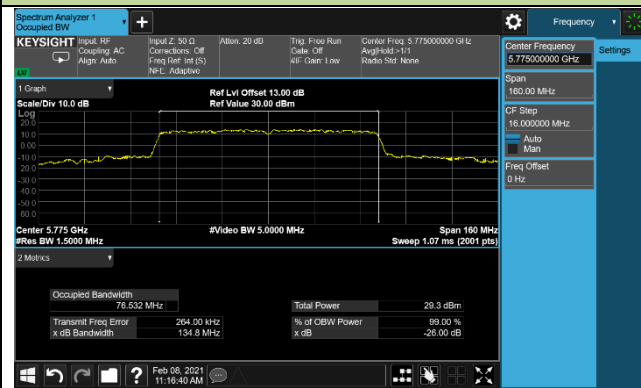 Spectrum Analyzer 1
Occupied BW
+
Frequency
KEYSIGHT
Input: RF
Coupling: AC
Align: Auto
Input Z: 50 Ω
Corrections: Off
Freq Ref: Int (S)
NFE: Adaptive
Atten: 20 dB
Trig: Free Run
Gate: Off
#IF Gain: Low
Center Freq: 5.775000000 GHz
Avg|Hold:>1/1
Radio Std: None
LXI
Center Frequency
5.775000000 GHz
Settings
Span
160.00 MHz
CF Step
16.000000 MHz
Auto
Man
Freq Offset
0 Hz
1 Graph
Scale/Div 10.0 dB
Ref Lvl Offset 13.00 dB
Ref Value 30.00 dBm
Log
20.0
10.0
0.00
-10.0
-20.0
-30.0
-40.0
-50.0
-60.0
Center 5.775 GHz
#Res BW 1.5000 MHz
#Video BW 5.0000 MHz
Span 160 MHz
Sweep 1.07 ms (2001 pts)
2 Metrics
Occupied Bandwidth
76.532 MHz
Total Power 29.3 dBm
Transmit Freq Error 264.00 kHz
% of OBW Power 99.00 %
x dB Bandwidth 134.8 MHz
x dB -26.00 dB
?
Feb 08, 2021
11:16:40 AM